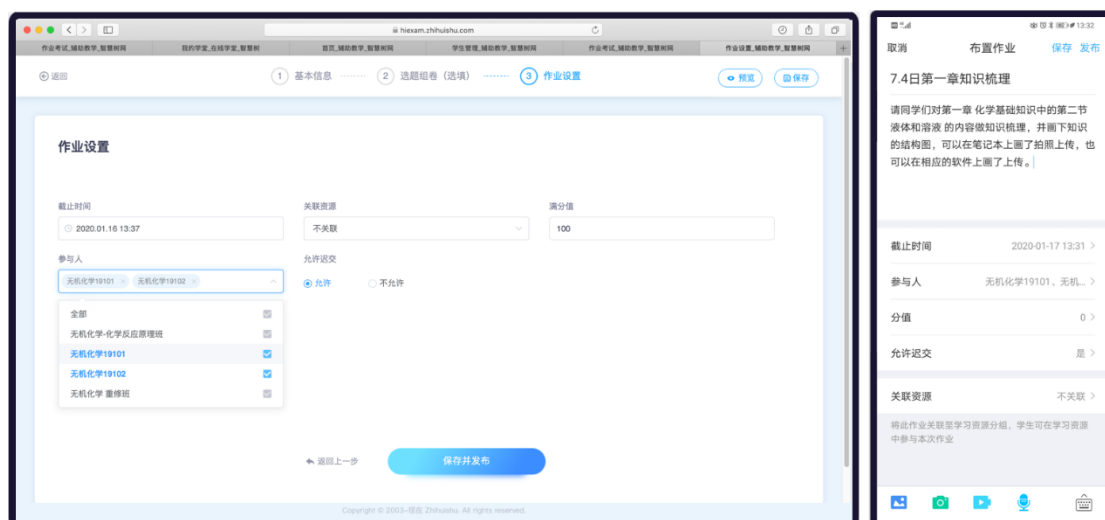 hiexam.zhihuishu.com
作业考试_辅助教学_智慧树网
我的学堂_在线学堂_智慧树
首页_辅助教学_智慧树网
学生管理_辅助教学_智慧树网
作业考试_辅助教学_智慧树网
作业设置_辅助教学_智慧树网
返回
1 基本信息
2 选题组卷（选填）
3 作业设置
预览
保存
作业设置
截止时间
关联资源
满分值
2020.01.16 13:37
不关联
100
参与人
允许迟交
无机化学19101 × 无机化学19102 ×
允许 不允许
全部
无机化学-化学反应原理班
无机化学19101
无机化学19102
无机化学 重修班
返回上一步
保存并发布
Copyright © 2003-现在 Zhihuishu. All rights reserved.
13:32
取消 布置作业 保存 发布
7.4日第一章知识梳理
请同学们对第一章 化学基础知识中的第二节
液体和溶液 的内容做知识梳理，并画下知识
的结构图，可以在笔记本上画了拍照上传，也
可以在相应的软件上画了上传。
截止时间 2020-01-17 13:31 >
参与人 无机化学19101、无机... >
分值 0 >
允许迟交 是 >
关联资源 不关联 >
将此作业关联至学习资源分组，学生可在学习资源
中参与本次作业